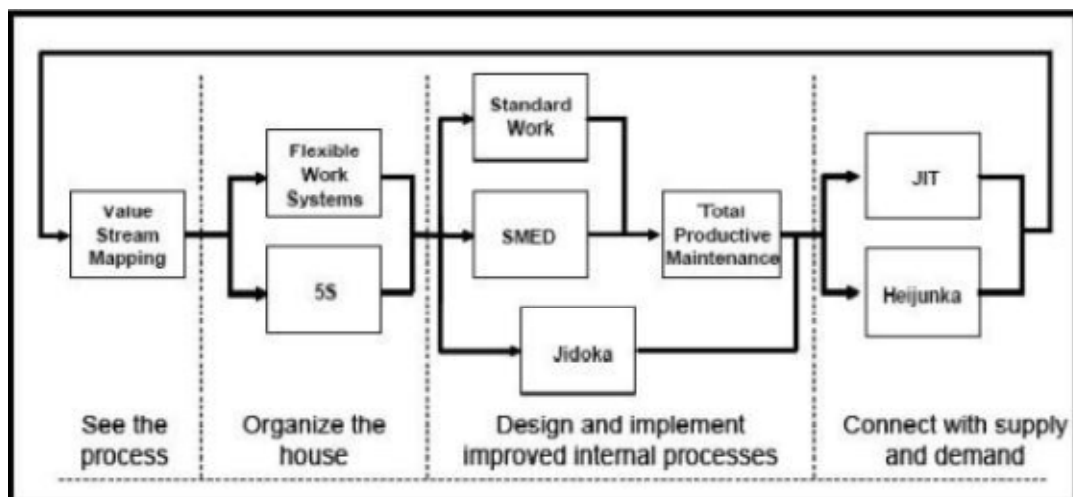 Value
Stream
Mapping
Flexible
Work
Systems
5S
Standard
Work
SMED
Jidoka
Total
Productive
Maintenance
JIT
Heijunka
See the
process
Organize the
house
Design and implement
improved internal processes
Connect with supply
and demand